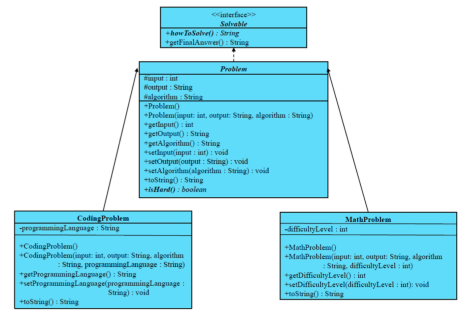 <<interface>>
Solvable
+howToSolve() : String
+getFinalAnswer() : String
Problem
#input : int
#output : String
#algorithm : String
+Problem()
+Problem(input: int, output: String, algorithm : String)
+getInput() : int
+getOutput() : String
+getAlgorithm() : String
+setInput(input : int) : void
+setOutput(output : String) : void
+setAlgorithm(algorithm : String) : void
+toString() : String
+isHard() : boolean
CodingProblem
-programmingLanguage : String
+CodingProblem()
+CodingProblem(input: int, output: String, algorithm
: String, programmingLanguage : String)
+getProgrammingLanguage() : String
+setProgrammingLanguage(programmingLanguage :
String) : void
+toString() : String
MathProblem
-difficultyLevel : int
+MathProblem()
+MathProblem(input: int, output: String, algorithm
: String, difficultyLevel : int)
+getDifficultyLevel() : int
+setDifficultyLevel(difficultyLevel : int): void
+toString() : String